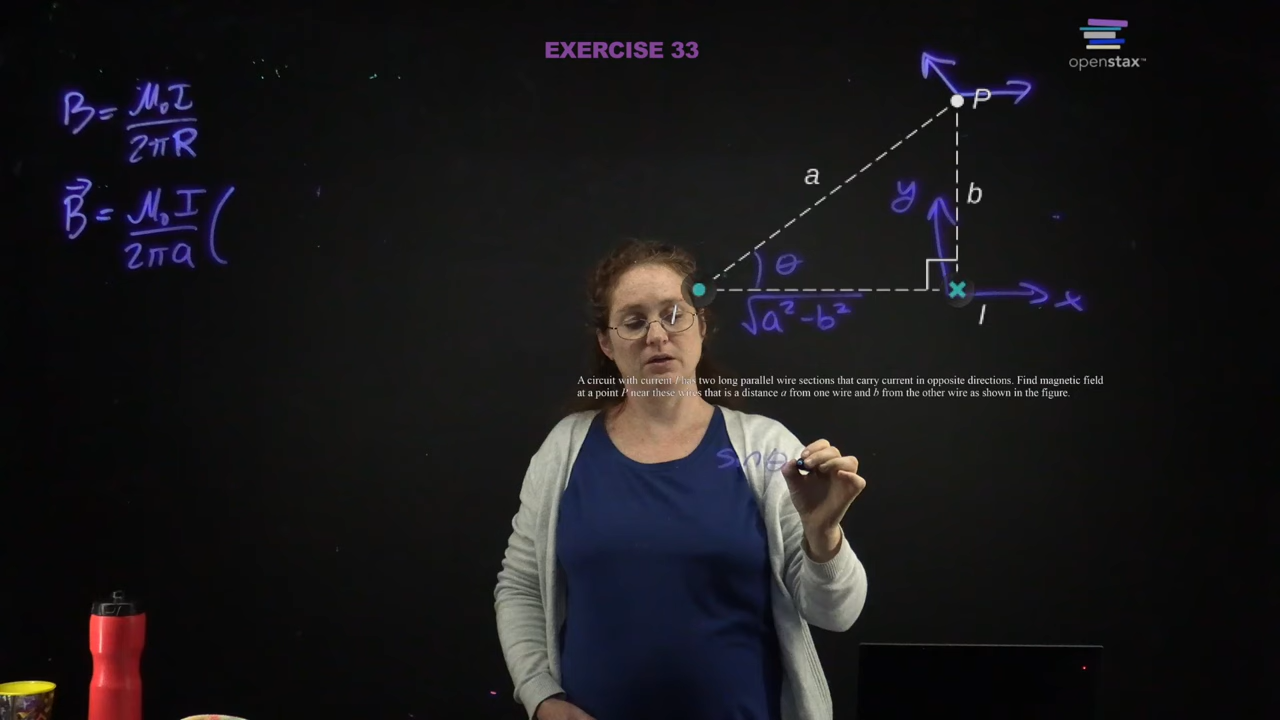 EXERCISE 33
openstax™
B = μ₀I / 2πR
B⃗ = μ₀I / 2πa (
P
a
b
y
θ
√a² - b²
x
I
I
A circuit with current I has two long parallel wire sections that carry current in opposite directions. Find magnetic field
at a point P near these wires that is a distance a from one wire and b from the other wire as shown in the figure.
sin θ